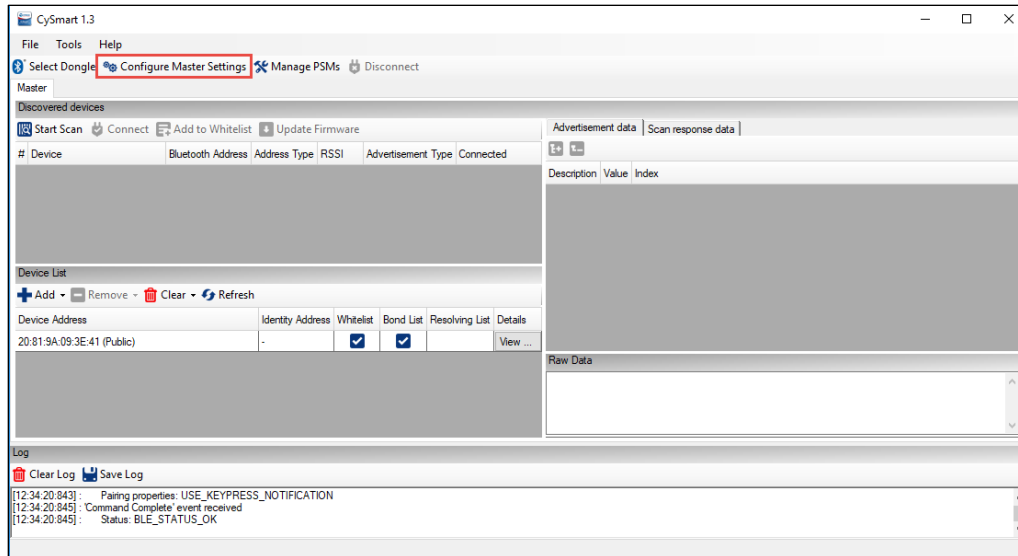 CySmart 1.3
File Tools Help
Select Dongle Configure Master Settings Manage PSMs Disconnect
Master
Discovered devices
Start Scan Connect Add to Whitelist Update Firmware
# Device Bluetooth Address Address Type RSSI Advertisement Type Connected
Advertisement data Scan response data
Description Value Index
Device List
Add Remove Clear Refresh
Device Address Identity Address Whitelist Bond List Resolving List Details
20:81:9A:09:3E:41 (Public) - View ...
Raw Data
Log
Clear Log Save Log
[12:34:20:843] : Pairing properties: USE_KEYPRESS_NOTIFICATION
[12:34:20:845] : 'Command Complete' event received
[12:34:20:845] : Status: BLE_STATUS_OK